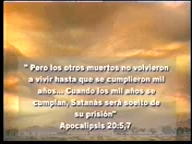 " Pero los otros muertos no volvieron
a vivir hasta que se cumplieron mil
años... Cuando los mil años se
cumplan, Satanás será suelto de
su prisión"
Apocalipsis 20:5,7